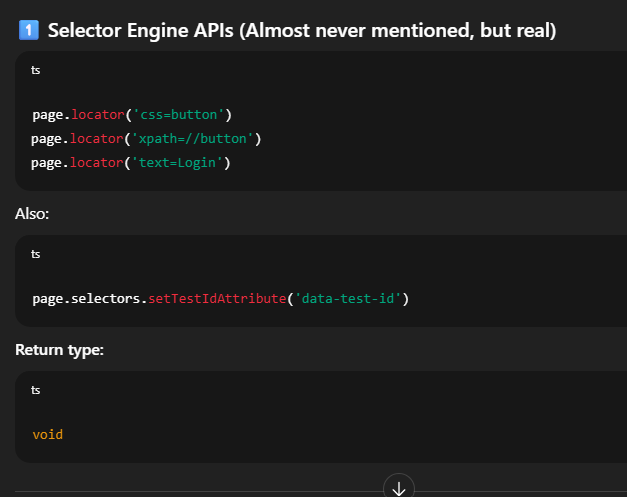 1 Selector Engine APIs (Almost never mentioned, but real)
ts
page.locator('css=button')
page.locator('xpath=//button')
page.locator('text=Login')
Also:
ts
page.selectors.setTestIdAttribute('data-test-id')
Return type:
ts
void